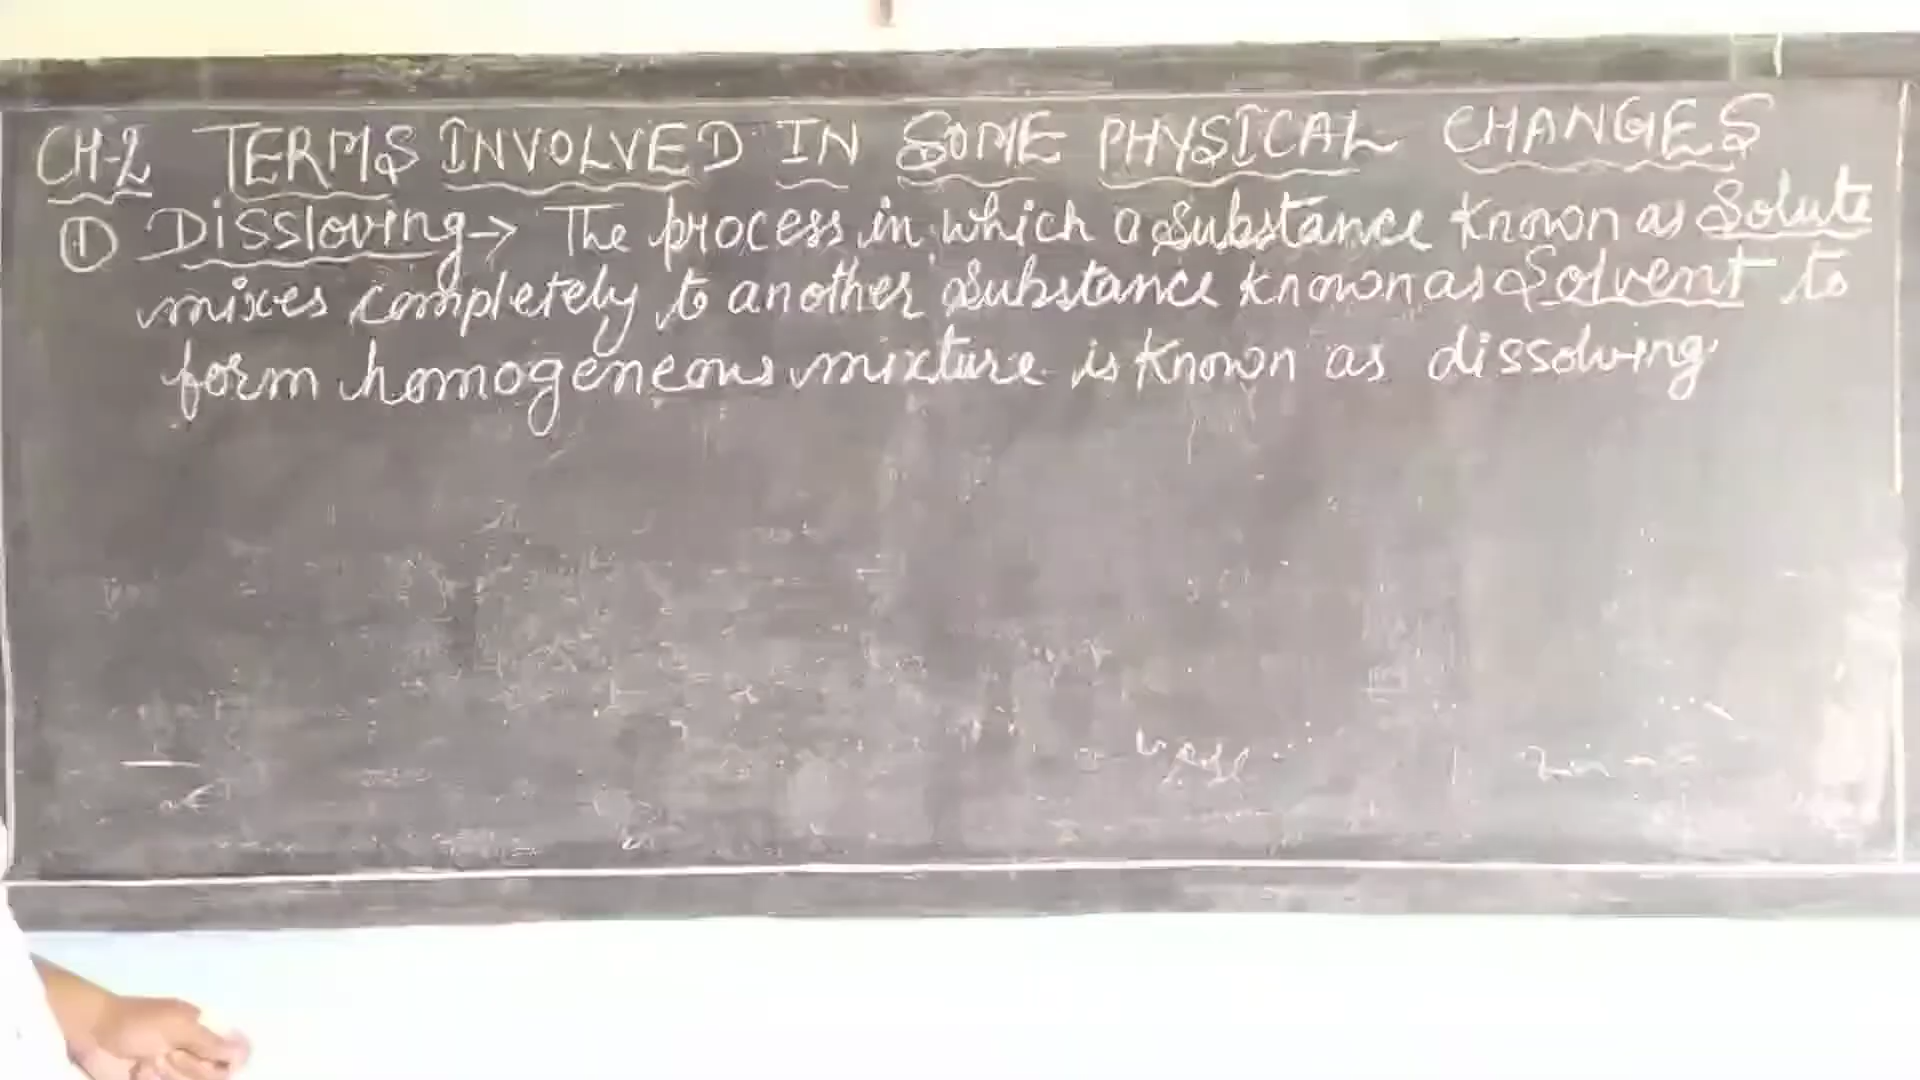 CH-2 TERMS INVOLVED IN SOME PHYSICAL CHANGES
① Dissloving→ The process in which a substance known as Solute
mixes completely to another substance known as Solvent to
form homogeneous mixture is known as dissolving